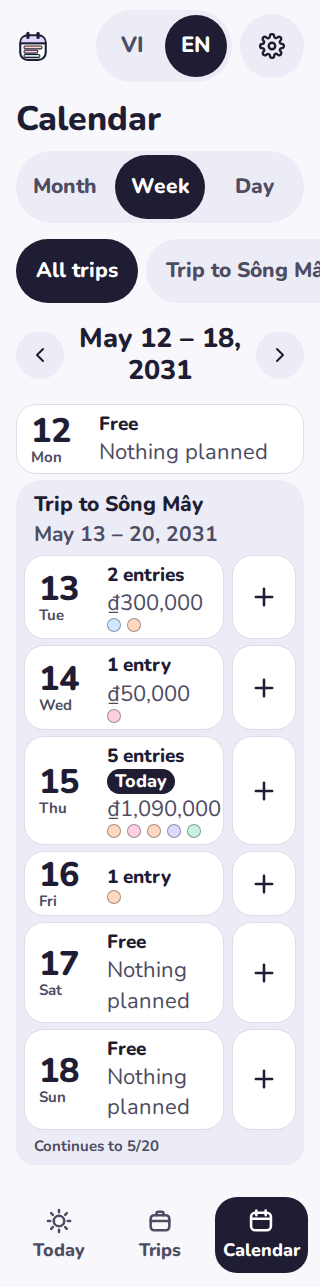 VI
EN
Calendar
Month
Week
Day
All trips
Trip to Sông Mâ
May 12 – 18,
2031
12
Mon
Free
Nothing planned
Trip to Sông Mây
May 13 – 20, 2031
13
Tue
2 entries
₫300,000
14
Wed
1 entry
₫50,000
15
Thu
5 entries
Today
₫1,090,000
16
Fri
1 entry
17
Sat
Free
Nothing
planned
18
Sun
Free
Nothing
planned
Continues to 5/20
Today
Trips
Calendar